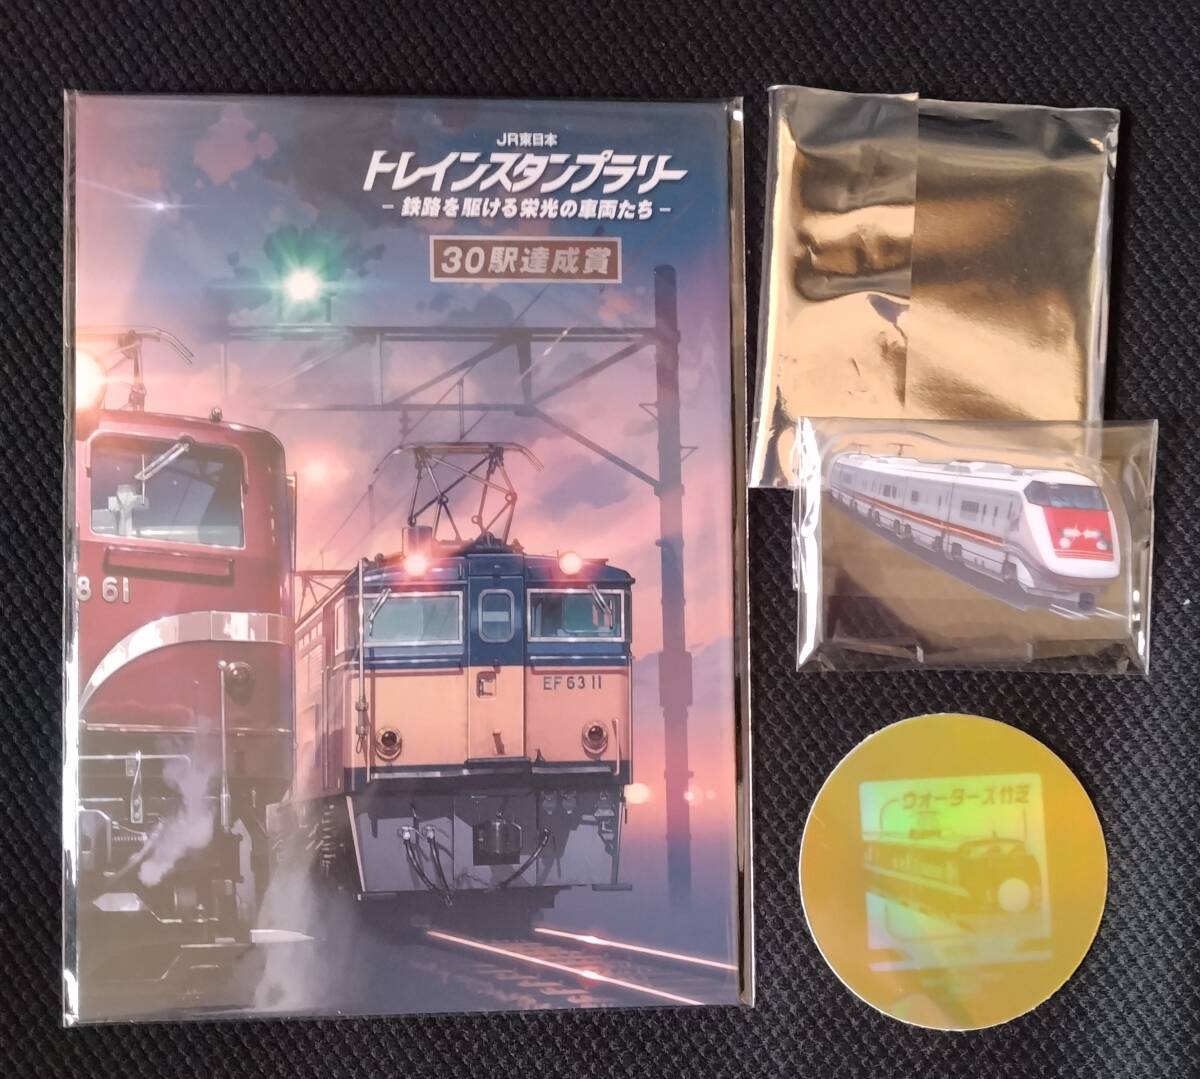 JR東日本
トレインスタンプラリー
- 鉄路を駆ける栄光の車両たち -
30駅達成賞
8 61
EF 63 11
ウォーターズ竹芝